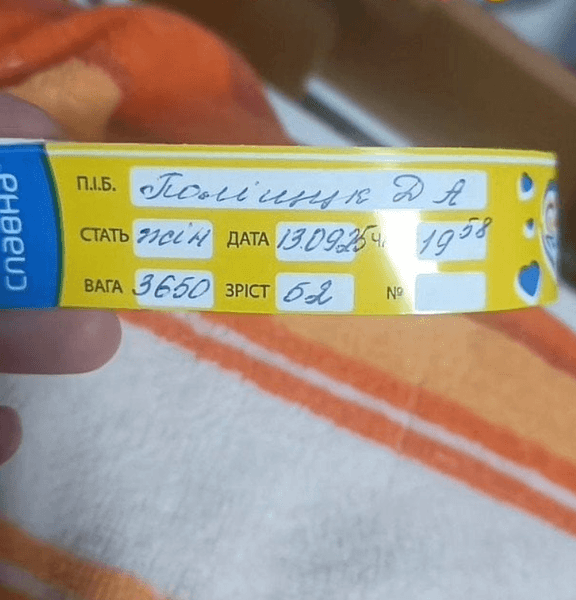 славна
П.І.Б. Поліщук Д А
СТАТЬ жін ДАТА 13.09.25 Ч 19 58
ВАГА 3650 ЗРІСТ 52 №